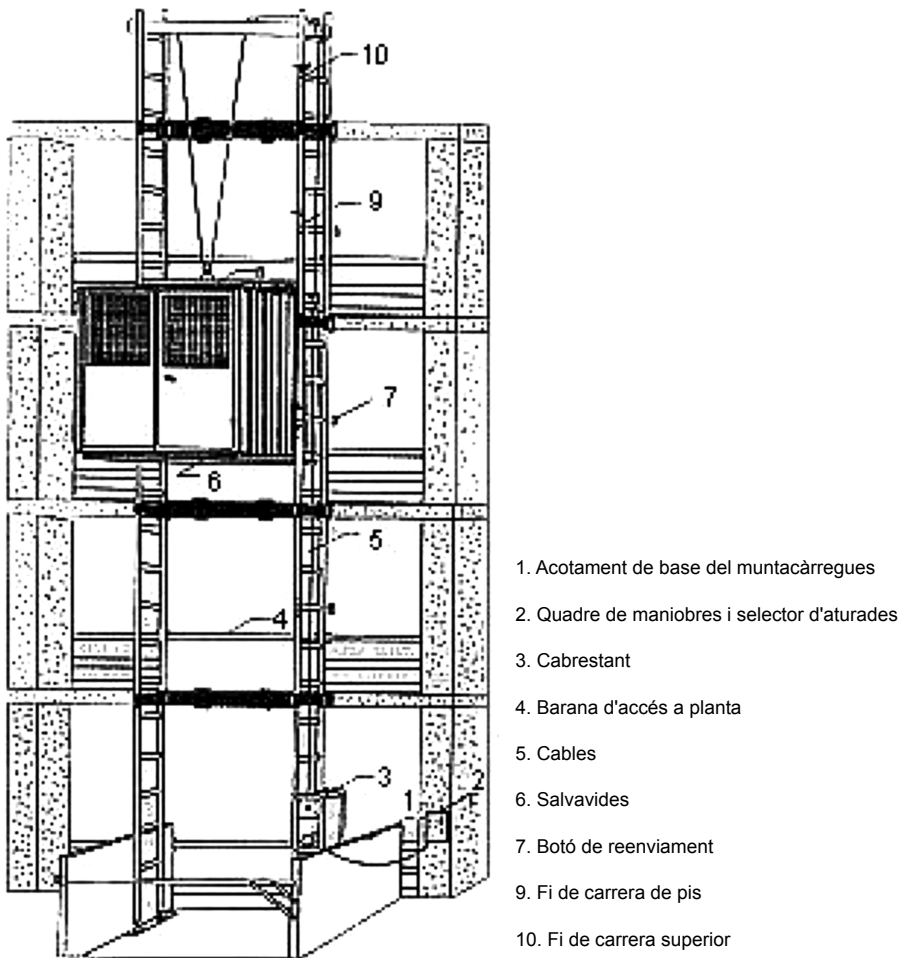 10
9
7
6
5
4
3
2
1
1. Acotament de base del muntacàrregues
2. Quadre de maniobres i selector d'aturades
3. Cabrestant
4. Barana d'accés a planta
5. Cables
6. Salvavides
7. Botó de reenviament
9. Fi de carrera de pis
10. Fi de carrera superior